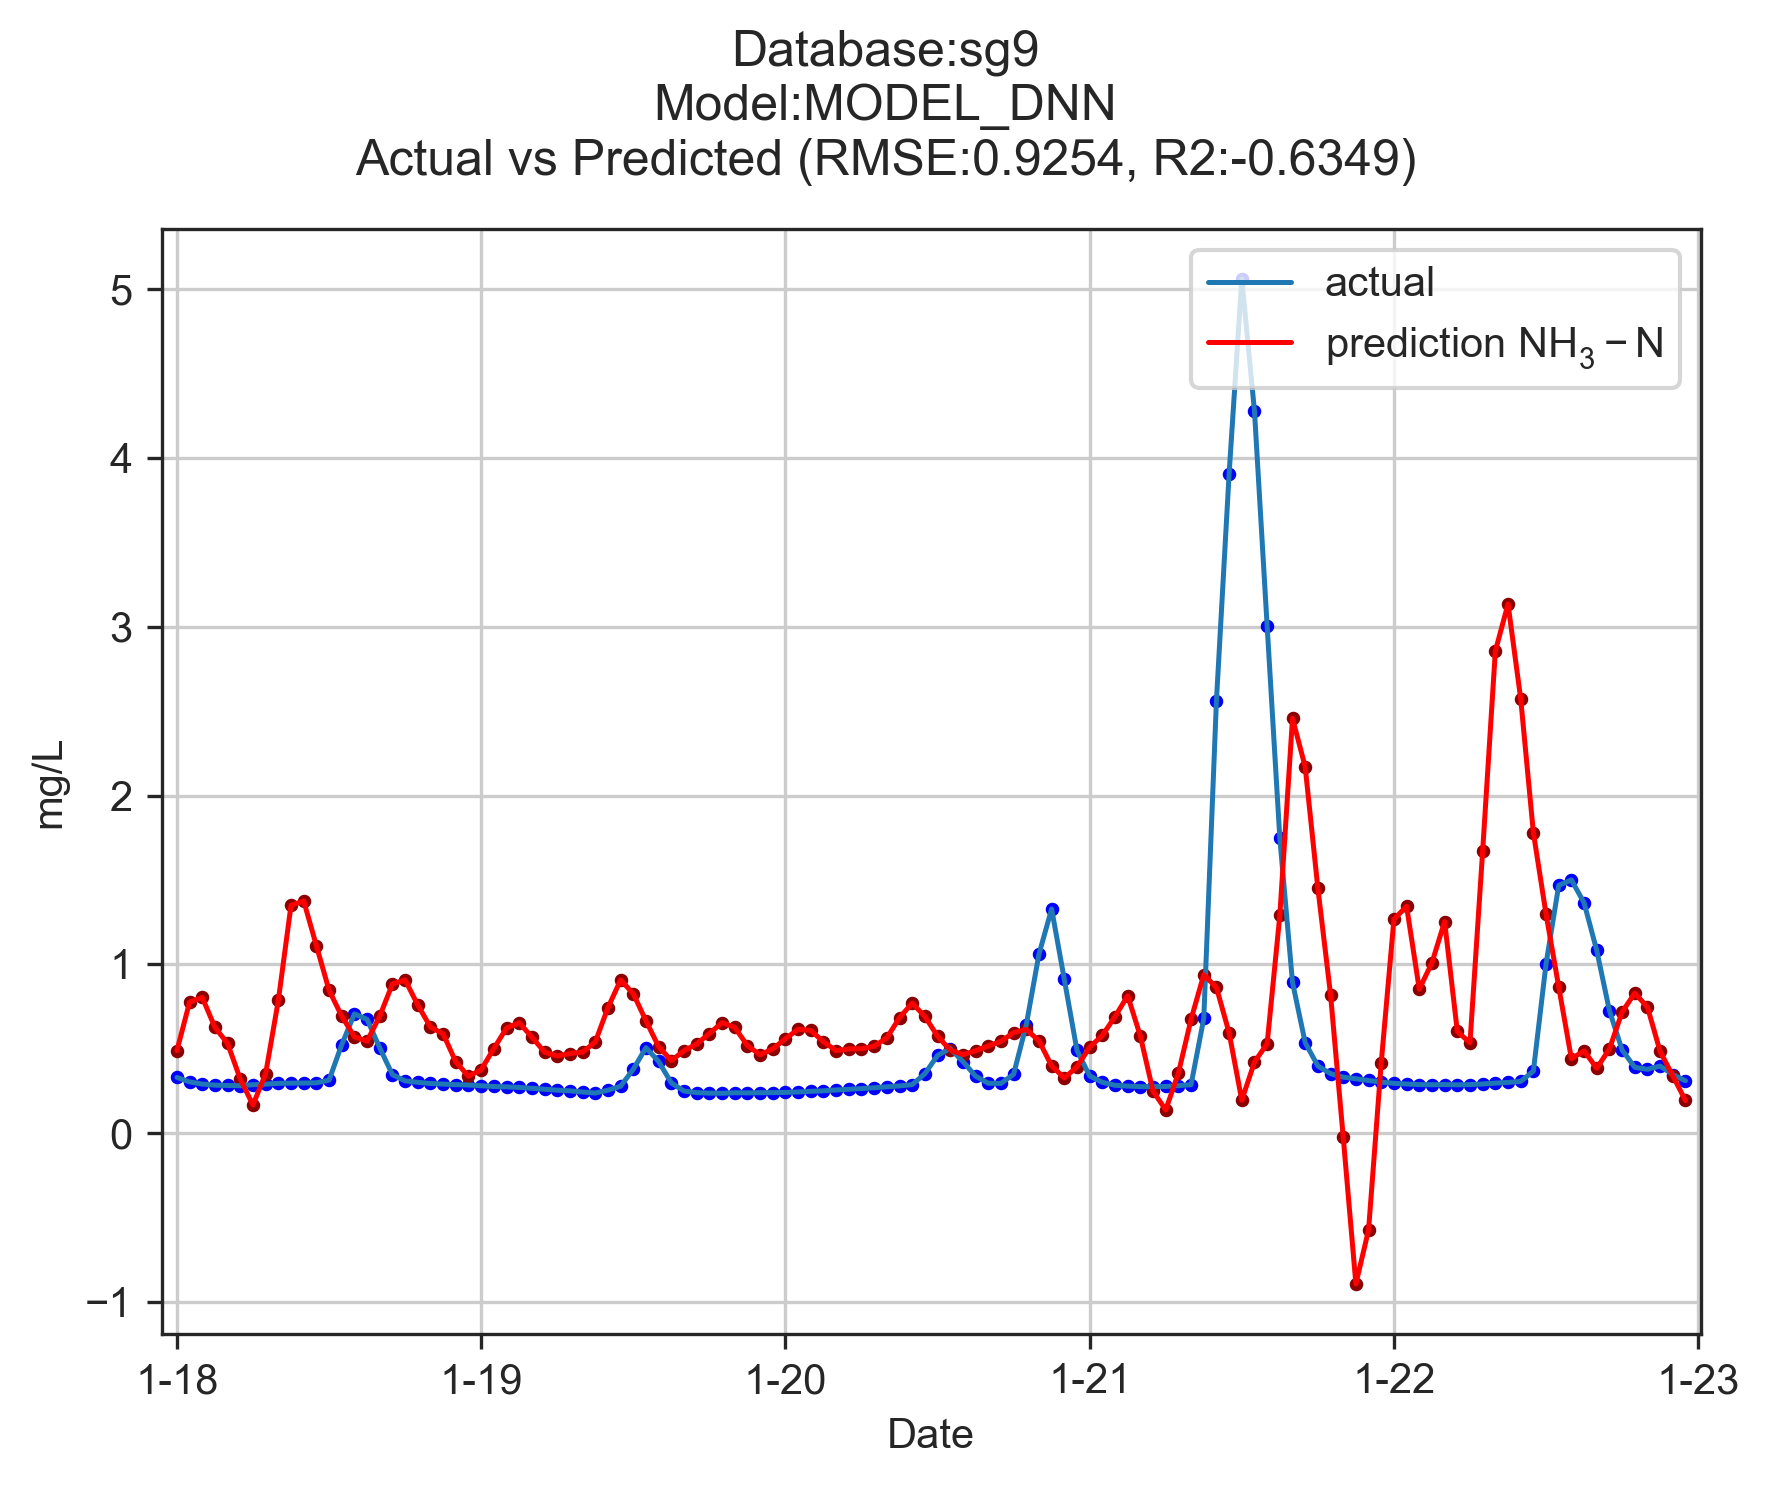 Database:sg9
Model:MODEL_DNN
Actual vs Predicted (RMSE:0.9254, R2:-0.6349)
actual
prediction NH₃ − N
5
4
3
2
1
0
−1
mg/L
1-18 1-19 1-20 1-21 1-22 1-23
Date